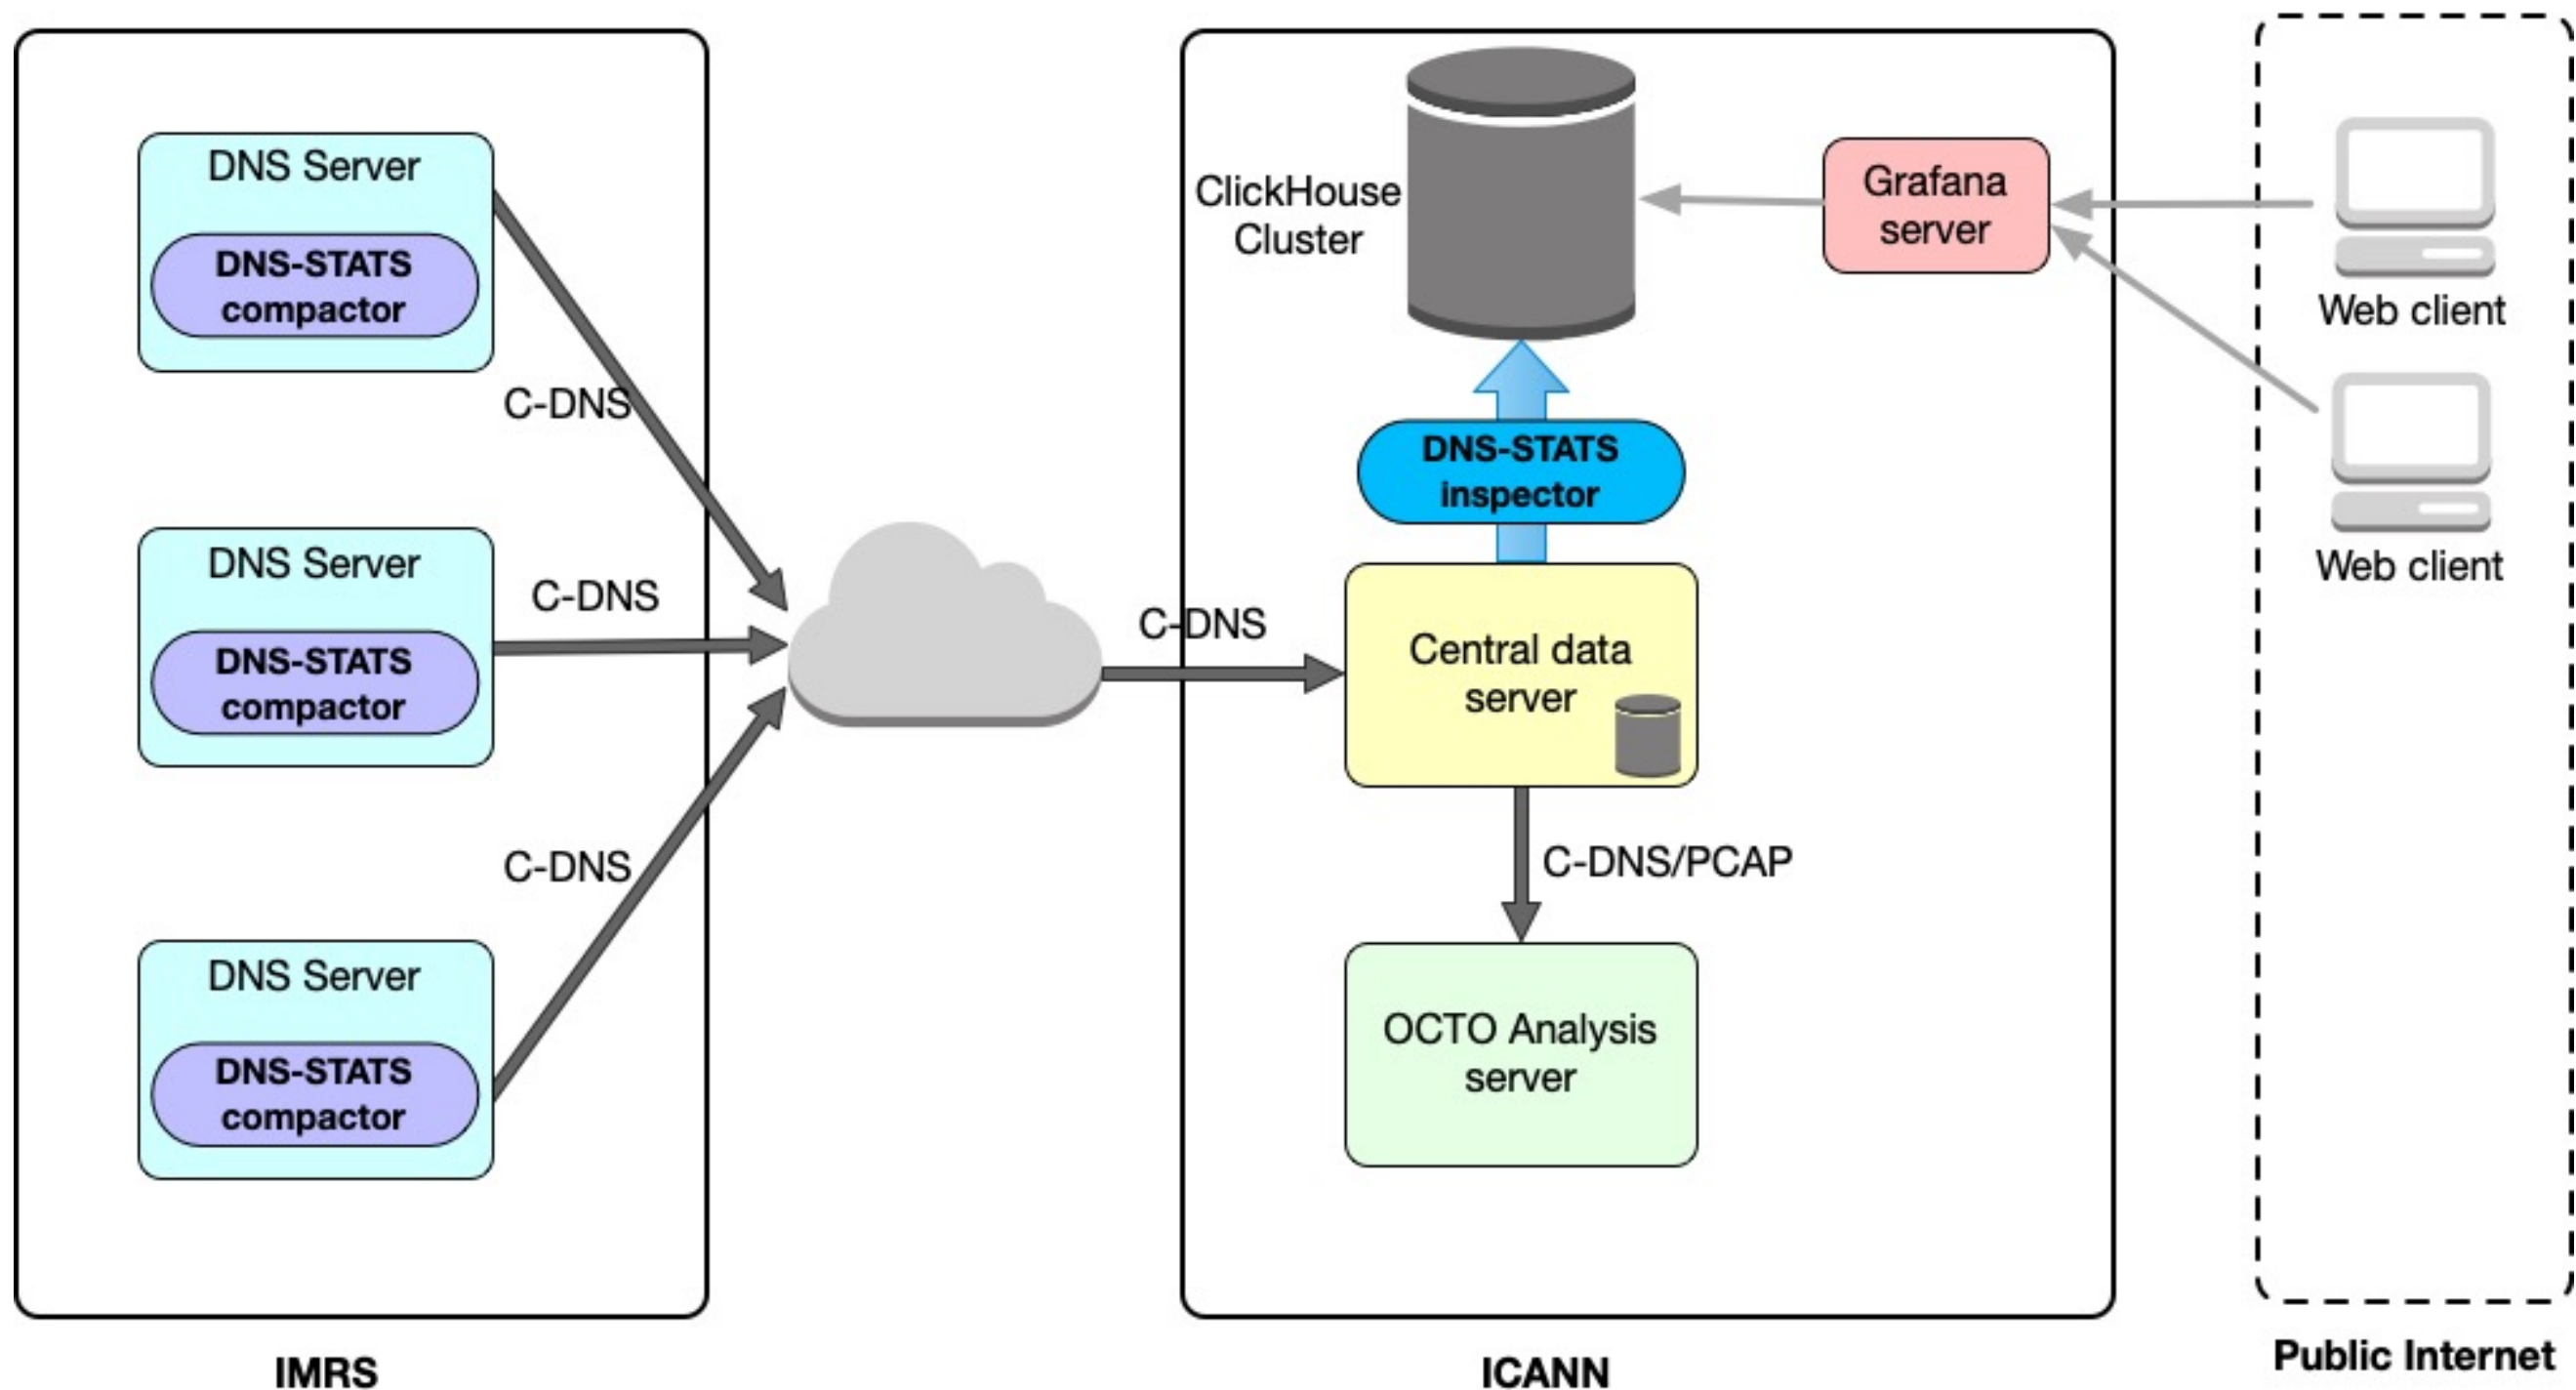 DNS Server
DNS-STATS
compactor
C-DNS
DNS Server
DNS-STATS
compactor
C-DNS
DNS Server
DNS-STATS
compactor
C-DNS
IMRS
C-DNS
ClickHouse
Cluster
Grafana
server
DNS-STATS
inspector
Central data
server
C-DNS/PCAP
OCTO Analysis
server
ICANN
Web client
Web client
Public Internet